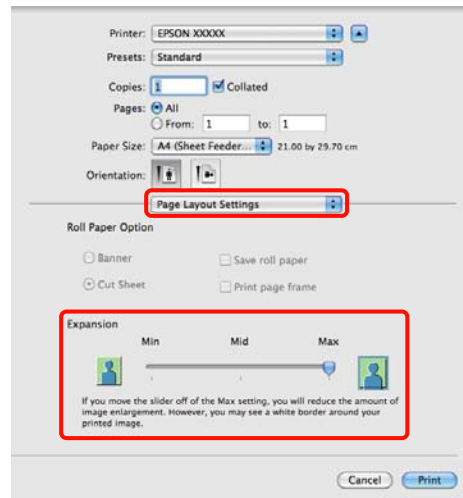 Printer: EPSON XXXXX
Presets: Standard
Copies: 1 Collated
Pages: All
From: 1 to: 1
Paper Size: A4 (Sheet Feeder... 21.00 by 29.70 cm
Orientation:
Page Layout Settings
Roll Paper Option
Banner Save roll paper
Cut Sheet Print page frame
Expansion
Min Mid Max
If you move the slider off of the Max setting, you will reduce the amount of
image enlargement. However, you may see a white border around your
printed image.
Cancel Print